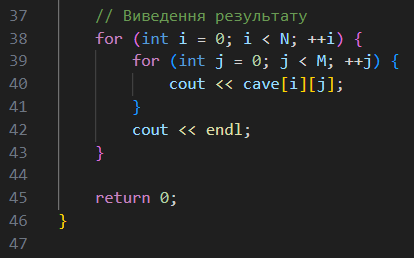 37 // Виведення результату
38 for (int i = 0; i < N; ++i) {
39 for (int j = 0; j < M; ++j) {
40 cout << cave[i][j];
41 }
42 cout << endl;
43 }
44
45 return 0;
46 }
47